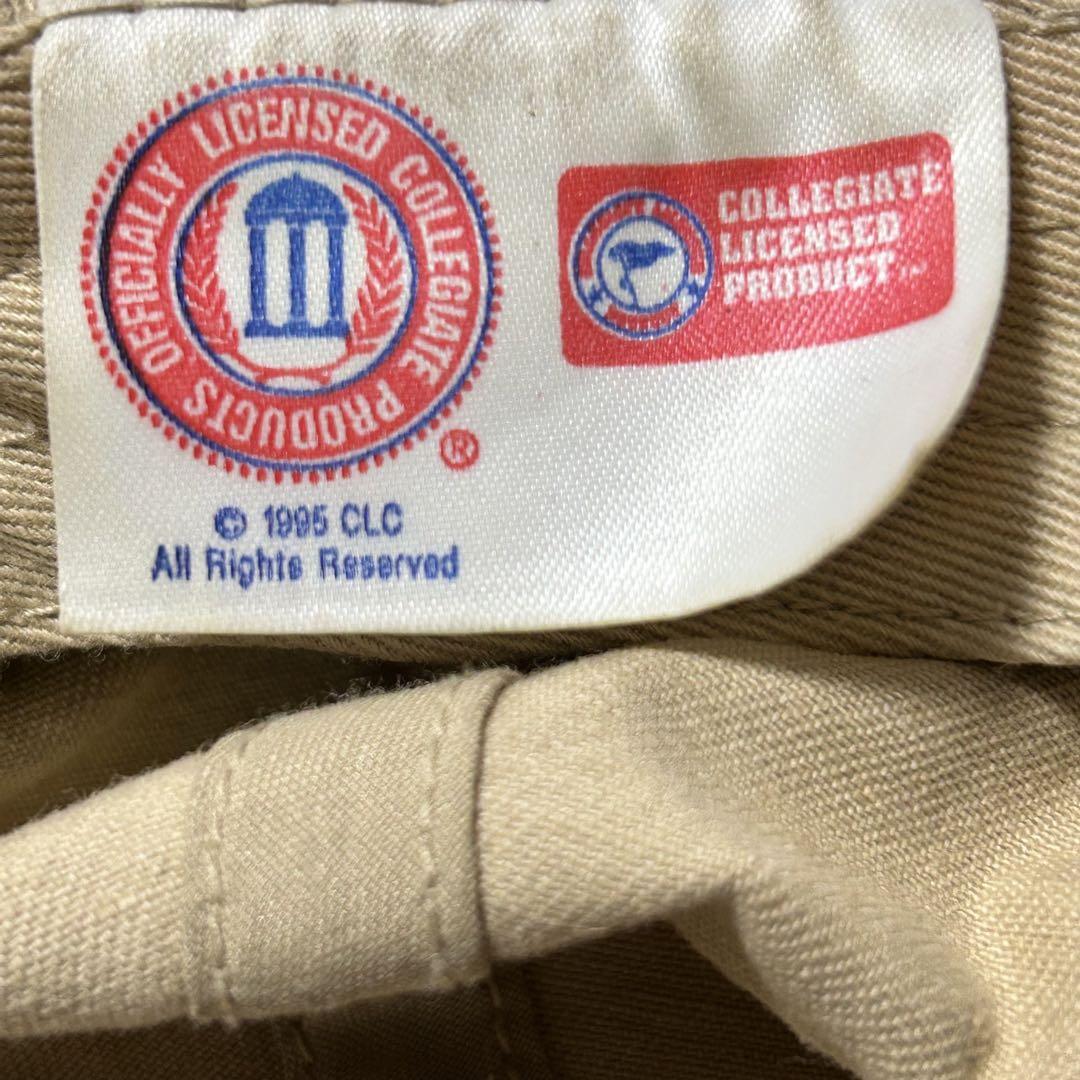 OFFICIALLY LICENSED COLLEGIATE PRODUCTS
®
© 1995 CLC
All Rights Reserved
COLLEGIATE
LICENSED
PRODUCT